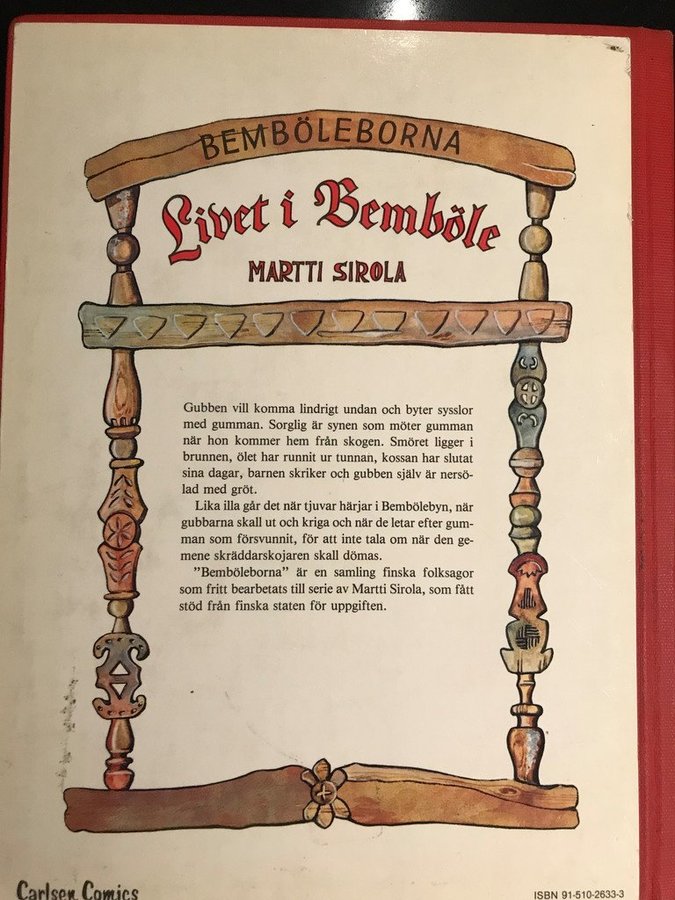 BEMBÖLEBORNA
Livet i Bemböle
MARTTI SIROLA
Gubben vill komma lindrigt undan och byter sysslor
med gumman. Sorglig är synen som möter gumman
när hon kommer hem från skogen. Smöret ligger i
brunnen, ölet har runnit ur tunnan, kossan har slutat
sina dagar, barnen skriker och gubben själv är nersö-
lad med gröt.
Lika illa går det när tjuvar härjar i Bembölebyn, när
gubbarna skall ut och kriga och när de letar efter gum-
man som försvunnit, för att inte tala om när den ge-
mene skräddarskojaren skall dömas.
”Bemböleborna” är en samling finska folksagor
som fritt bearbetats till serie av Martti Sirola, som fått
stöd från finska staten för uppgiften.
Carlsen Comics
ISBN 91-510-2633-3